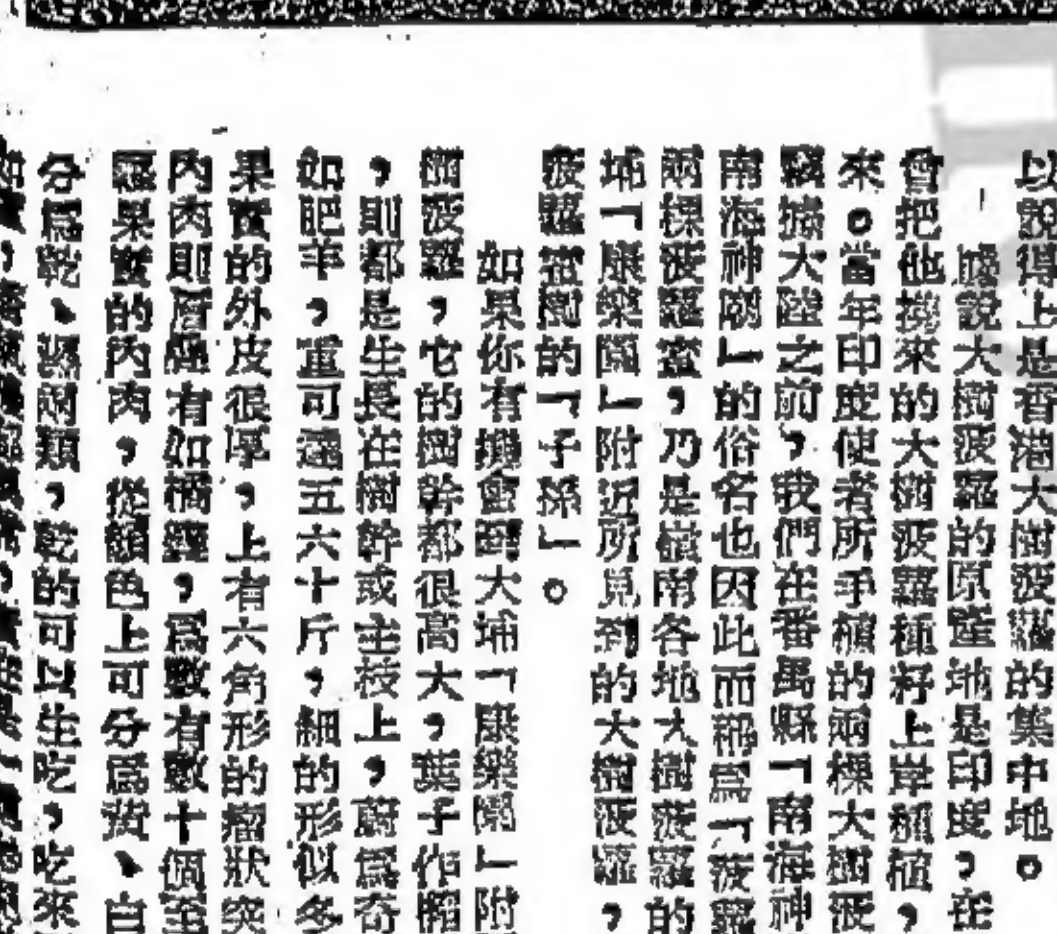 以說得上是香港大樹菠蘿的集中地。
據說大樹菠蘿的原產地是印度，在
會把他撈來的大樹菠蘿種籽上岸種植，
來。當年印度使者所手植的兩棵大樹菠
大陸之前，我們在番禺縣「南海神
南海神廟」的俗名也因此而稱爲「菠蘿
兩棵菠蘿蜜，乃是嶺南各地大樹菠蘿的
埔「康樂園」附近所見到的大樹菠蘿，
菠蘿蜜樹的「子孫」。
如果你有機會到大埔「康樂園」附
樹菠蘿，它的樹幹都很高大，葉子作橢
，則都是生長在樹幹或主枝上，蔚爲奇
如肥羊，重可達五六十斤，細的形似冬
果實的外皮很厚，上有六角形的瘤狀突
內肉則層疊有如橘瓤，爲數有數十個至
蘿果實的內肉，從顏色上可分爲黃、白
分爲乾、濕兩類，乾的可以生吃，吃來